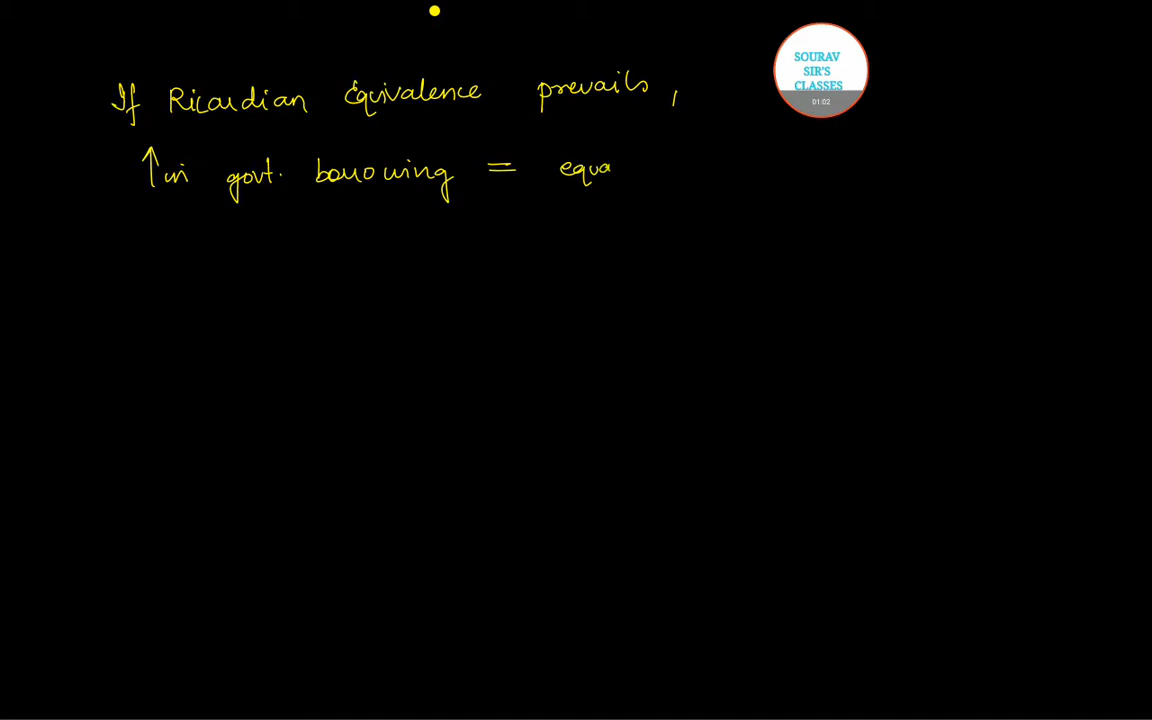 If Ricardian Equivalence prevails,
↑ in govt. borrowing = equa
SOURAV
SIR'S
CLASSES
01:02